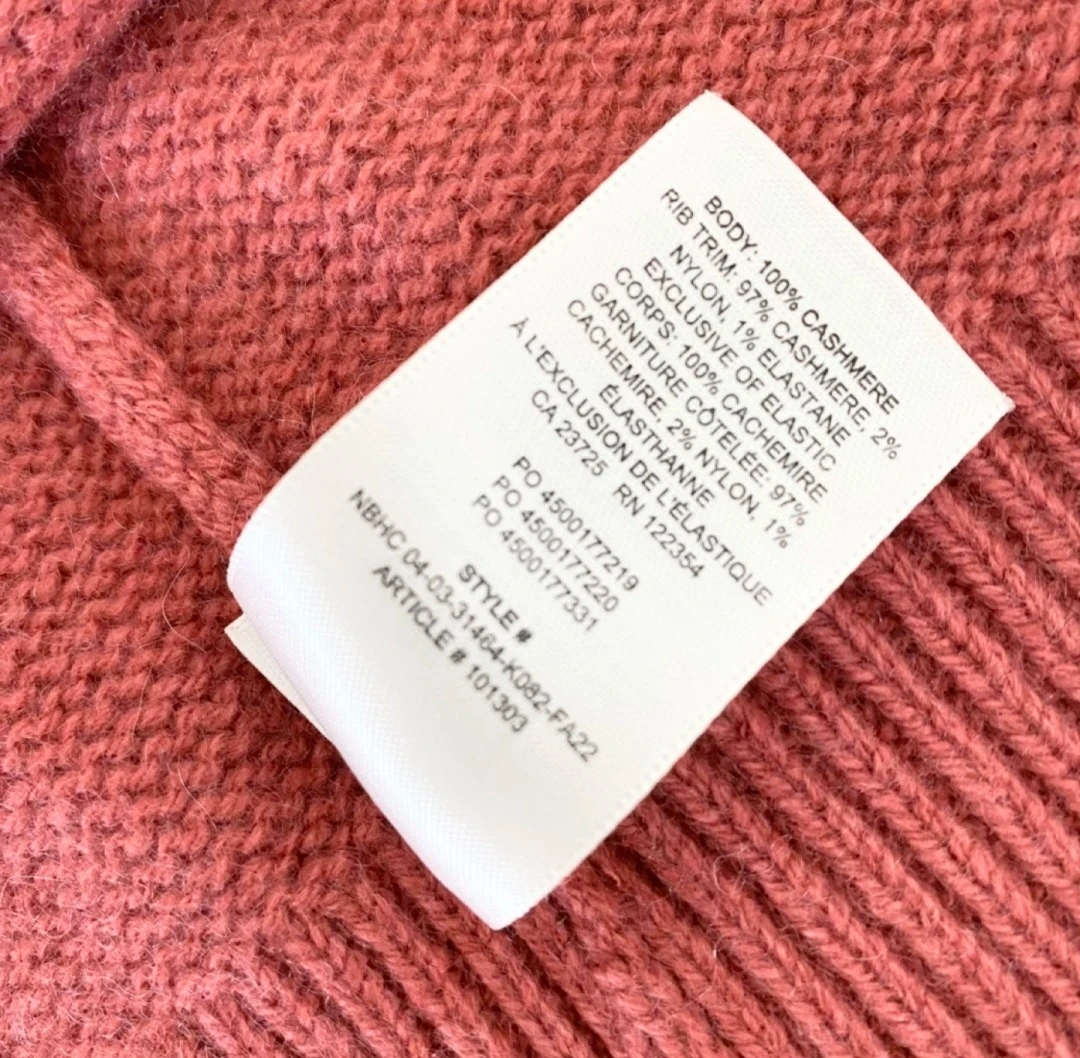 BODY: 100% CASHMERE
RIB TRIM: 97% CASHMERE, 2%
NYLON, 1% ELASTANE
EXCLUSIVE OF ELASTIC
CORPS: 100% CACHEMIRE
GARNITURE CÔTELÉE: 97%
CACHEMIRE, 2% NYLON, 1%
ÉLASTHANNE
À L'EXCLUSION DE L'ÉLASTIQUE
CA 23725 RN 122354
PO 4500177219
PO 4500177220
PO 4500177331
STYLE #
NBHC 04-03-31464-K082-FA22
ARTICLE # 101303